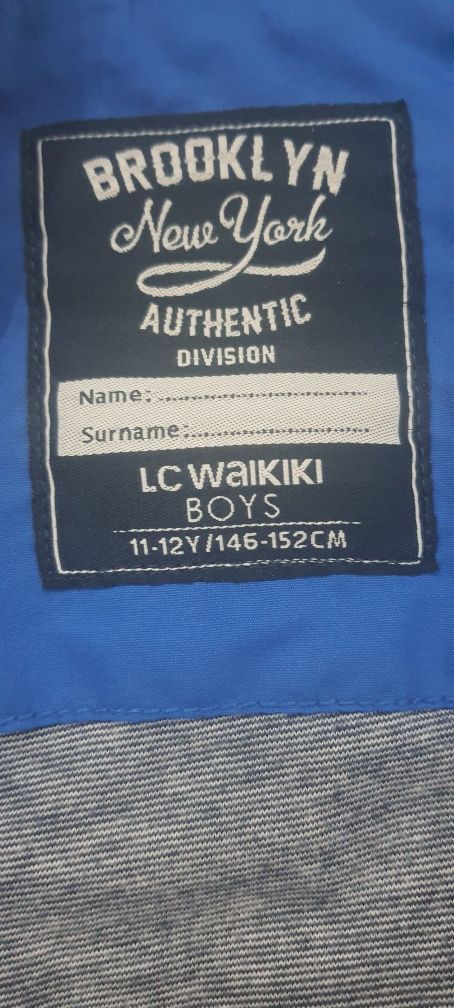 BROOKLYN
New York
AUTHENTIC
DIVISION
Name:........................................
Surname:...................................
LC WaIKIKI
BOYS
11-12Y/146-152CM